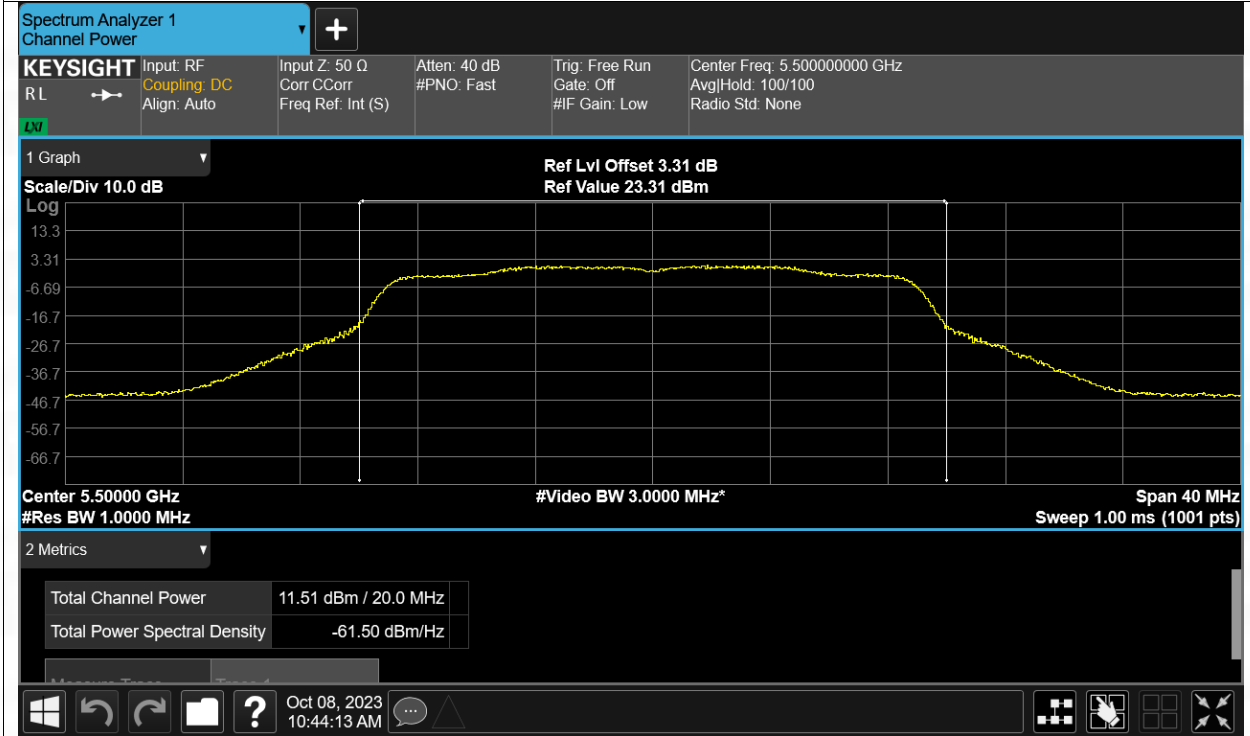 Spectrum Analyzer 1
Channel Power
KEYSIGHT
R L
LXI
Input: RF
Coupling: DC
Align: Auto
Input Z: 50 Ω
Corr CCorr
Freq Ref: Int (S)
Atten: 40 dB
#PNO: Fast
Trig: Free Run
Gate: Off
#IF Gain: Low
Center Freq: 5.500000000 GHz
Avg|Hold: 100/100
Radio Std: None
1 Graph
Scale/Div 10.0 dB
Ref Lvl Offset 3.31 dB
Ref Value 23.31 dBm
Log
13.3
3.31
-6.69
-16.7
-26.7
-36.7
-46.7
-56.7
-66.7
Center 5.50000 GHz
#Video BW 3.0000 MHz*
Span 40 MHz
#Res BW 1.0000 MHz
Sweep 1.00 ms (1001 pts)
2 Metrics
Total Channel Power 11.51 dBm / 20.0 MHz
Total Power Spectral Density -61.50 dBm/Hz
Oct 08, 2023
10:44:13 AM